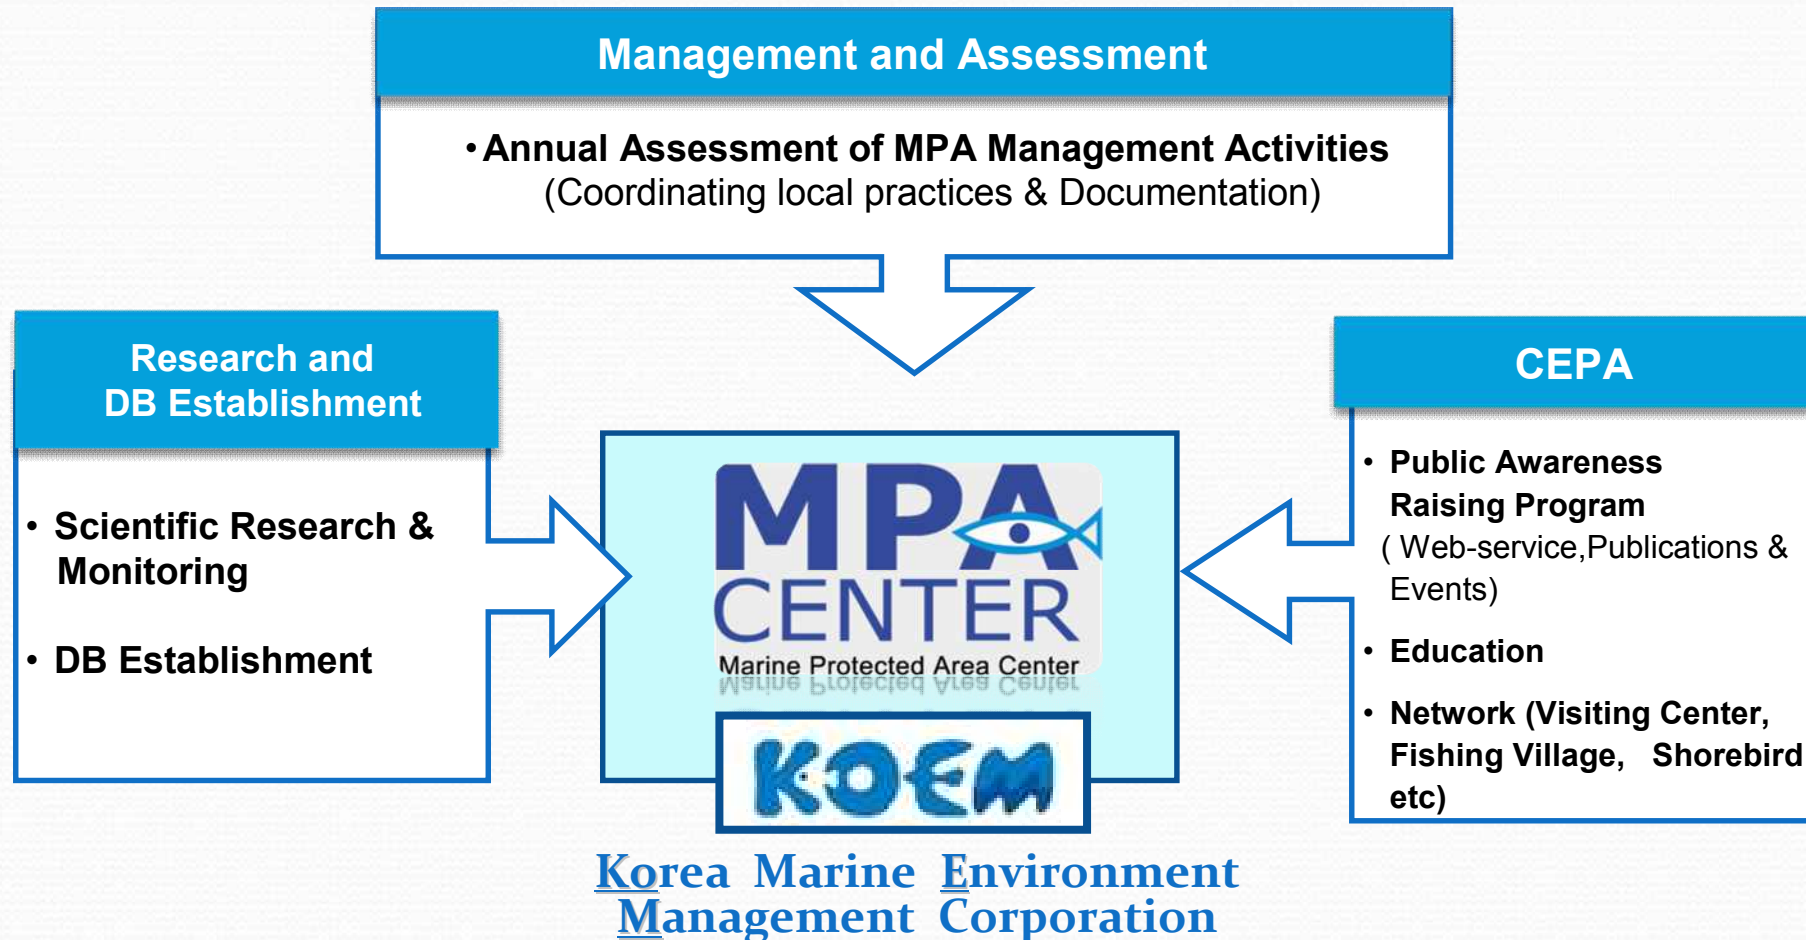 Management and Assessment
•Annual Assessment of MPA Management Activities
(Coordinating local practices & Documentation)
Research and
DB Establishment
• Scientific Research &
Monitoring
• DB Establishment
MPA
CENTER
Marine Protected Area Center
KOEM
Korea Marine Environment
Management Corporation
CEPA
• Public Awareness
Raising Program
( Web-service,Publications &
Events)
• Education
• Network (Visiting Center,
Fishing Village, Shorebird
etc)